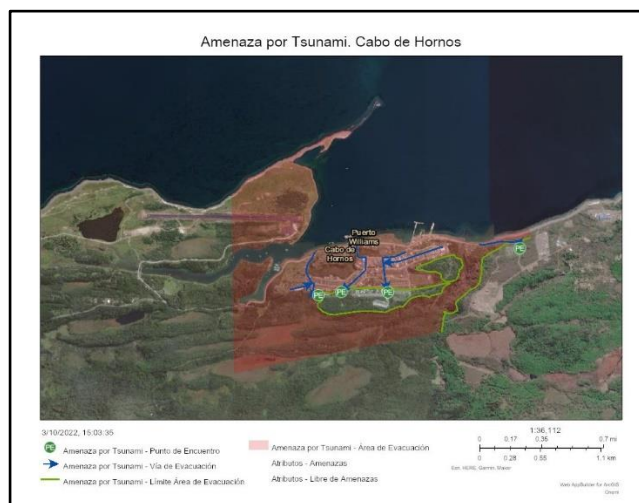 Amenaza por Tsunami. Cabo de Hornos
Puerto
Williams
Cabo de
Hornos
PE
PE
PE
PE
3/10/2022, 15:03:35
PE
Amenaza por Tsunami - Punto de Encuentro
Amenaza por Tsunami - Vía de Evacuación
Amenaza por Tsunami - Límite Área de Evacuación
Amenaza por Tsunami - Área de Evacuación
Atributos - Amenazas
Atributos - Libre de Amenazas
1:36,112
0 0.17 0.35 0.7 mi
0 0.28 0.55 1.1 km
Esri, HERE, Garmin, Maxar
Web Application for ArcGIS